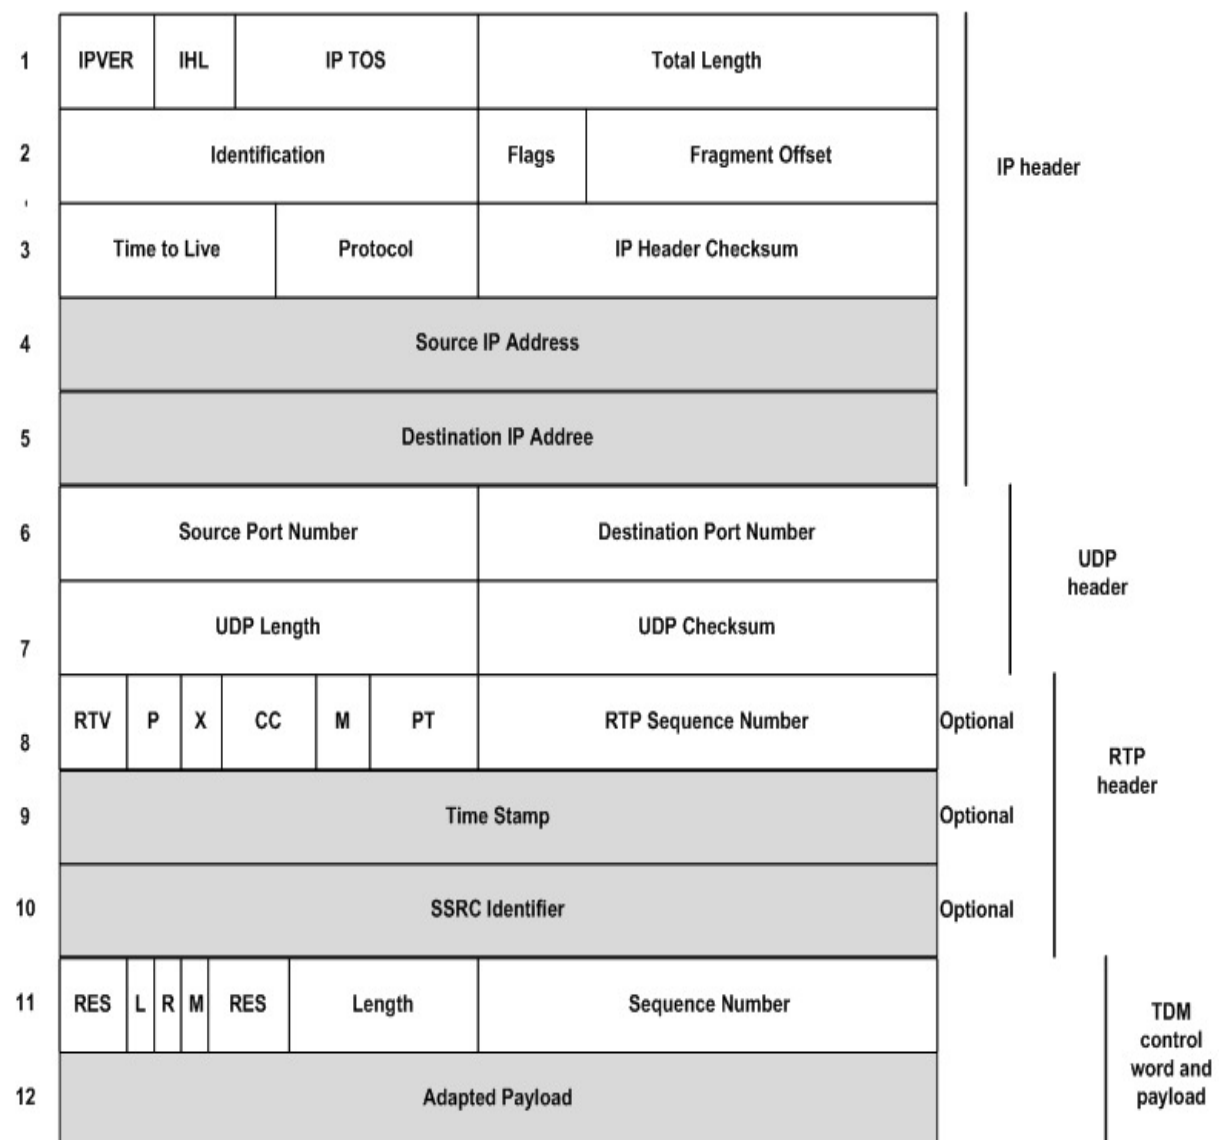 1 IPVER IHL IP TOS Total Length
2 Identification Flags Fragment Offset
IP header
3 Time to Live Protocol IP Header Checksum
4 Source IP Address
5 Destination IP Addree
6 Source Port Number Destination Port Number
UDP
header
7 UDP Length UDP Checksum
8 RTV P X CC M PT RTP Sequence Number Optional
RTP
header
9 Time Stamp Optional
10 SSRC Identifier Optional
11 RES L R M RES Length Sequence Number
TDM
control
word and
payload
12 Adapted Payload